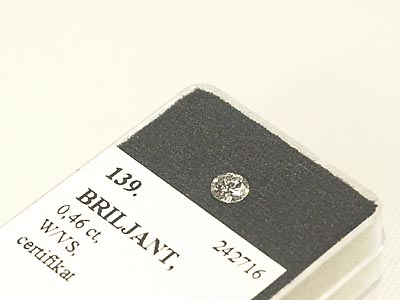 139.
BRILJANT,
0,46 ct,
W/VS,
certifikat
242716